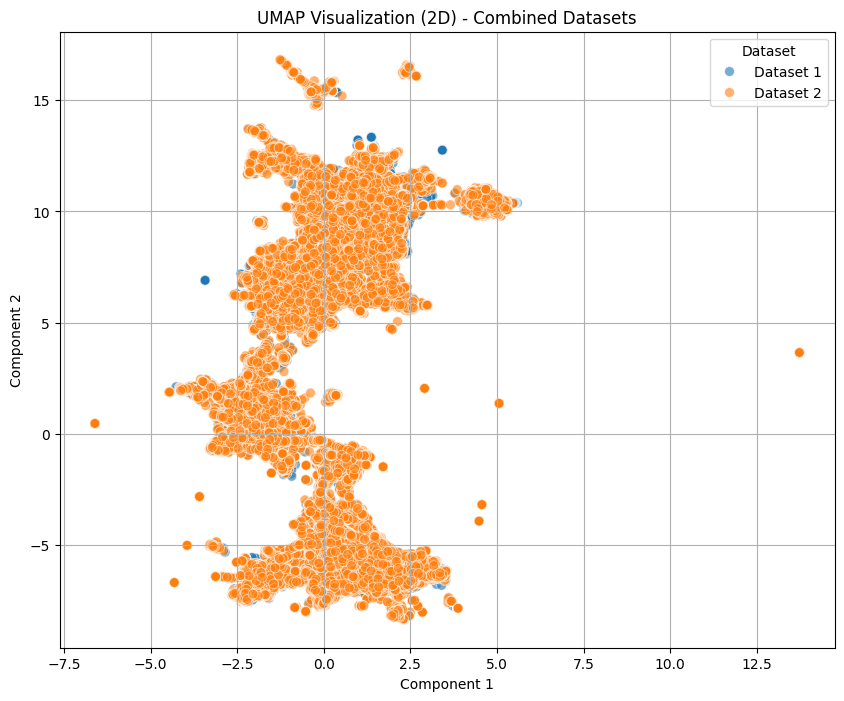 UMAP Visualization (2D) - Combined Datasets
Dataset
Dataset 1
Dataset 2
Component 2
15
10
5
0
−5
−7.5 −5.0 −2.5 0.0 2.5 5.0 7.5 10.0 12.5
Component 1